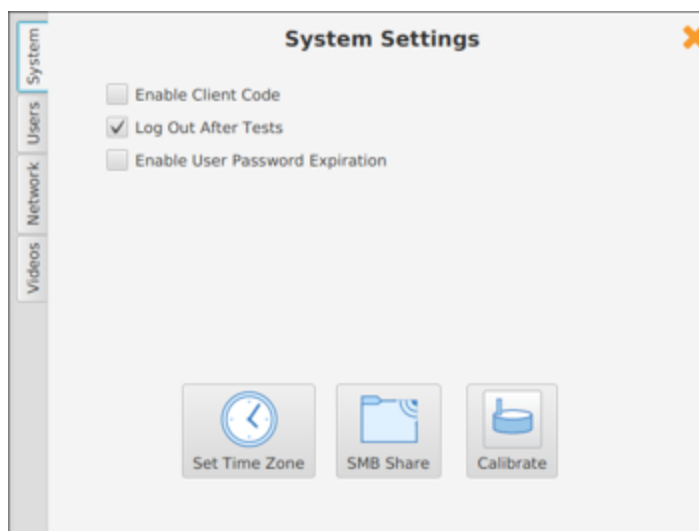 System Settings
System
Users
Network
Videos
Enable Client Code
Log Out After Tests
Enable User Password Expiration
Set Time Zone
SMB Share
Calibrate